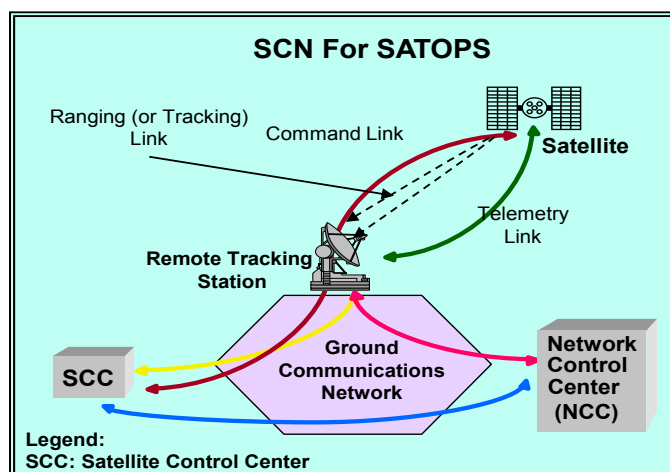 SCN For SATOPS
Ranging (or Tracking)
Link
Command Link
Satellite
Telemetry
Link
Remote Tracking
Station
Ground
Communications
Network
SCC
Network
Control
Center
(NCC)
Legend:
SCC: Satellite Control Center